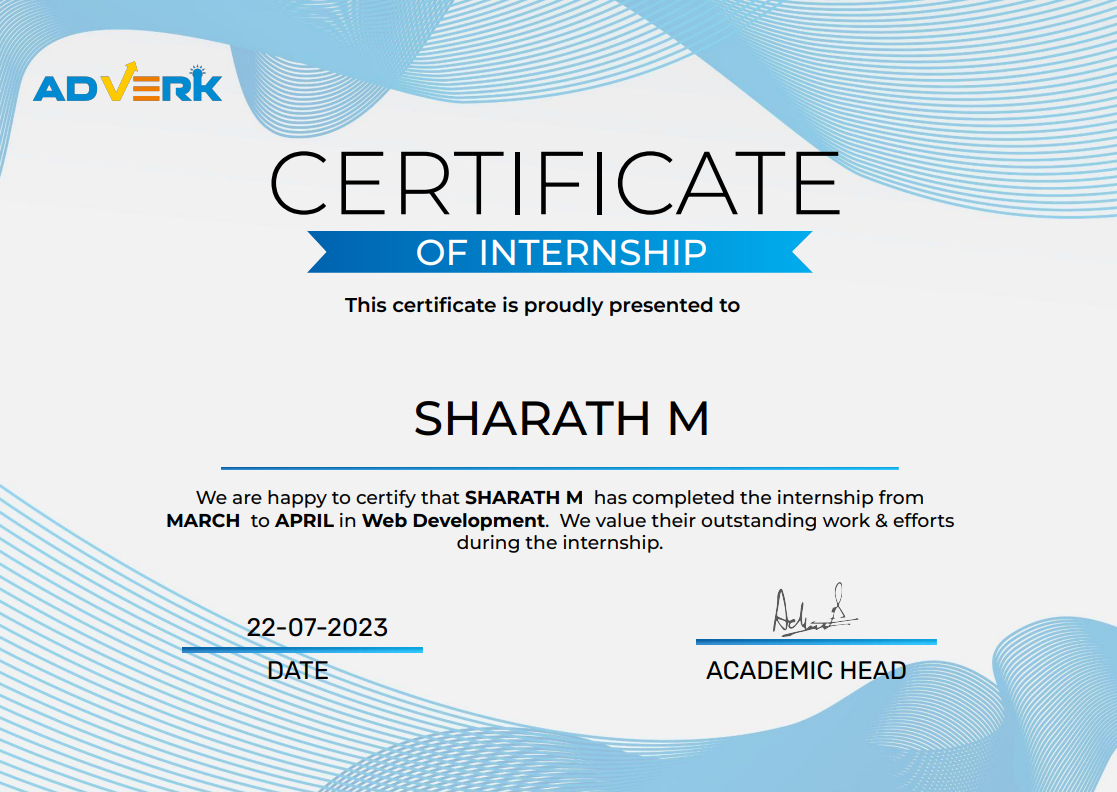 ADVERK
CERTIFICATE
OF INTERNSHIP
This certificate is proudly presented to
SHARATH M
We are happy to certify that SHARATH M has completed the internship from
MARCH to APRIL in Web Development. We value their outstanding work & efforts
during the internship.
22-07-2023
DATE
ACADEMIC HEAD